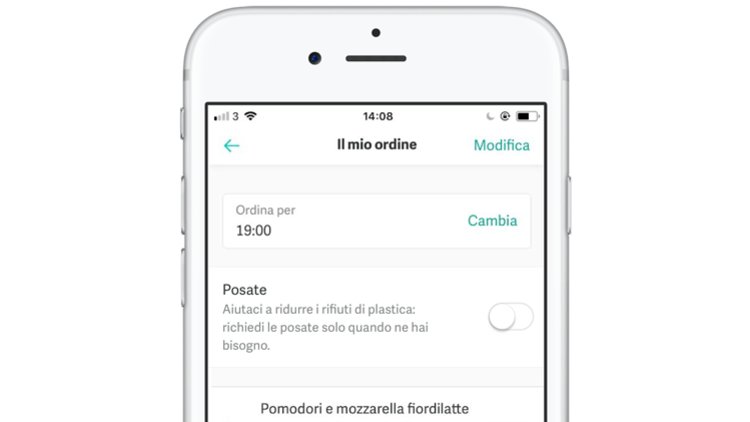 3 14:08
Il mio ordine Modifica
Ordina per
19:00 Cambia
Posate
Aiutaci a ridurre i rifiuti di plastica:
richiedi le posate solo quando ne hai
bisogno.
Pomodori e mozzarella fiordilatte